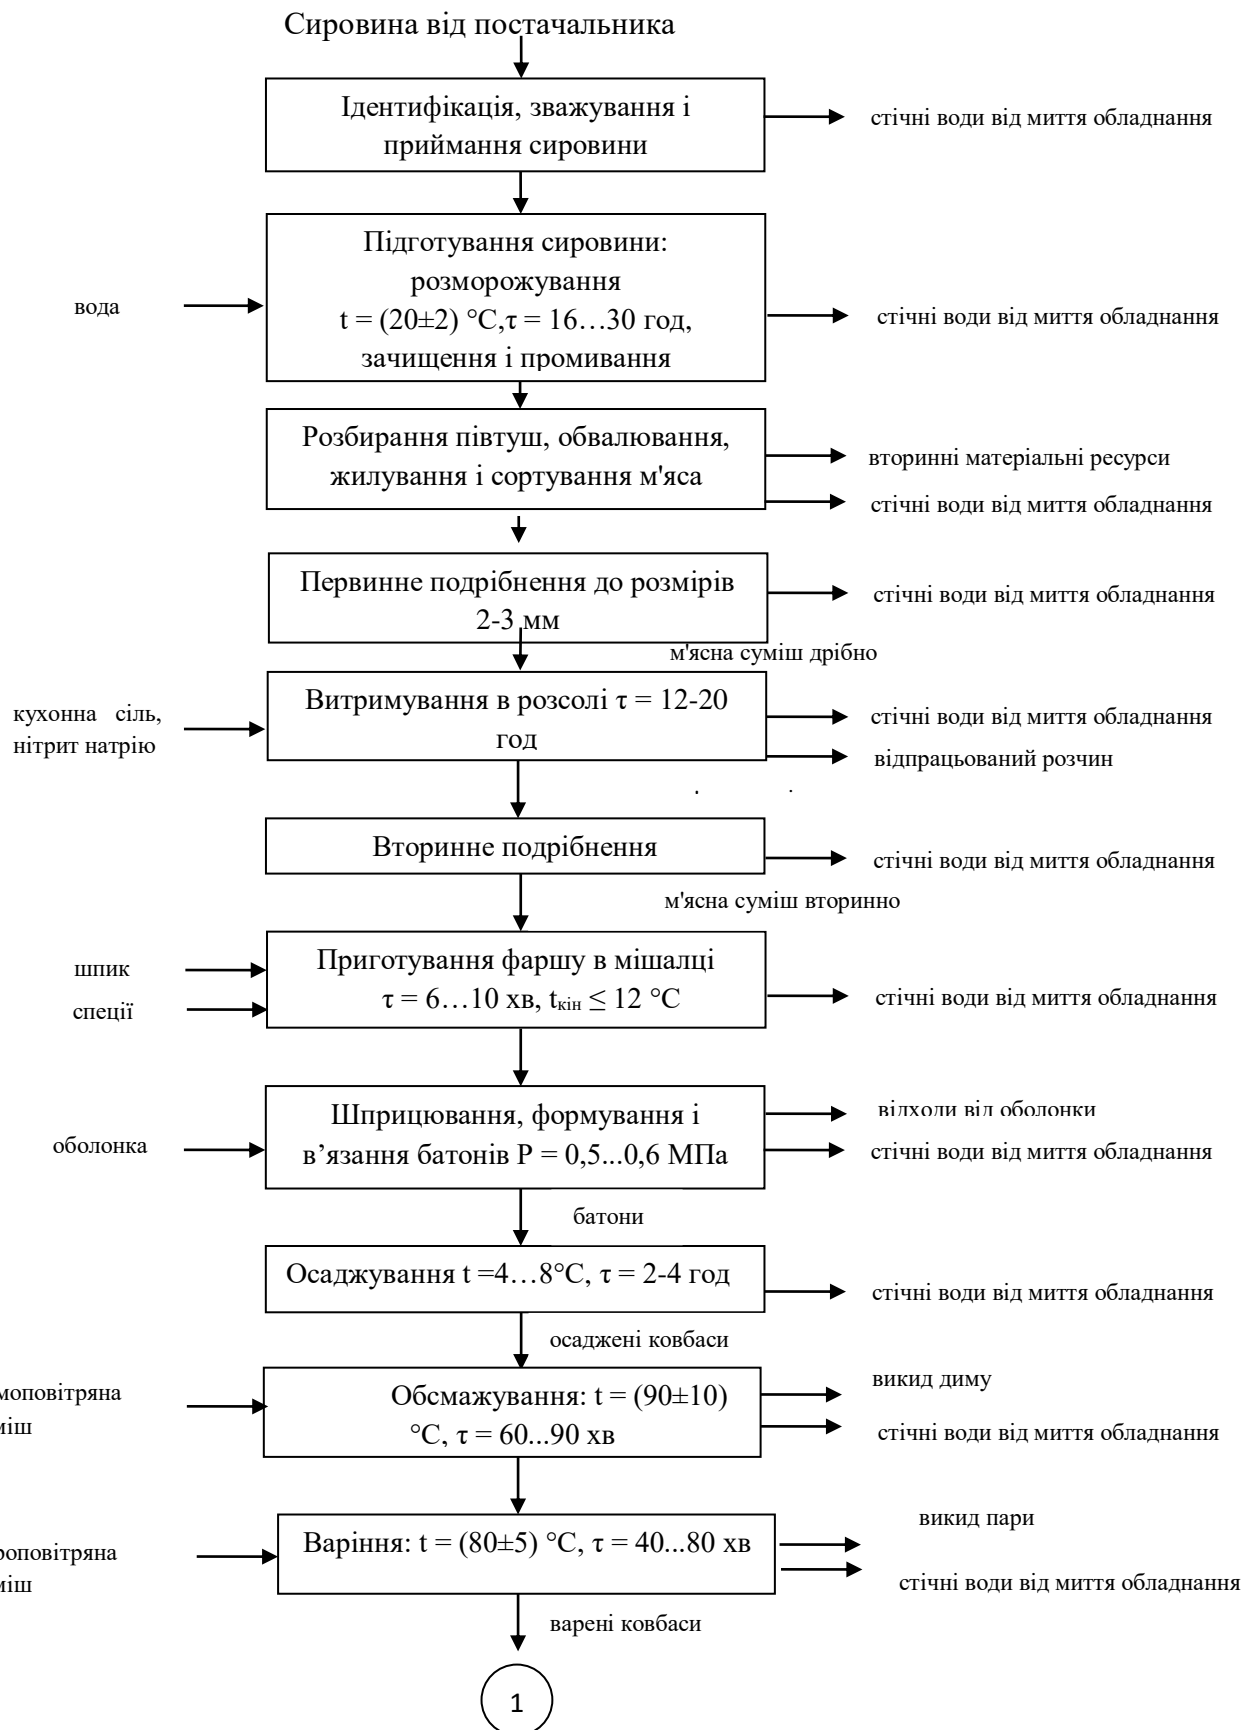 Сировина від постачальника
Ідентифікація, зважування і
приймання сировини
стічні води від миття обладнання
Підготування сировини:
розморожування
t = (20±2) °С,τ = 16…30 год,
зачищення і промивання
вода
стічні води від миття обладнання
Розбирання півтуш, обвалювання,
жилування і сортування м'яса
вторинні матеріальні ресурси
стічні води від миття обладнання
Первинне подрібнення до розмірів
2-3 мм
стічні води від миття обладнання
м'ясна суміш дрібно
Витримування в розсолі τ = 12-20
год
кухонна сіль,
нітрит натрію
стічні води від миття обладнання
відпрацьований розчин
Вторинне подрібнення
стічні води від миття обладнання
м'ясна суміш вторинно
Приготування фаршу в мішалці
τ = 6…10 хв, tкін ≤ 12 °С
шпик
спеції
стічні води від миття обладнання
Шприцювання, формування і
в’язання батонів Р = 0,5...0,6 МПа
оболонка
відходи від оболонки
стічні води від миття обладнання
батони
Осаджування t =4…8°С, τ = 2-4 год
стічні води від миття обладнання
осаджені ковбаси
Обсмажування: t = (90±10)
°С, τ = 60...90 хв
моповітряна
міш
викид диму
стічні води від миття обладнання
Варіння: t = (80±5) °С, τ = 40...80 хв
роповітряна
міш
викид пари
стічні води від миття обладнання
варені ковбаси
1